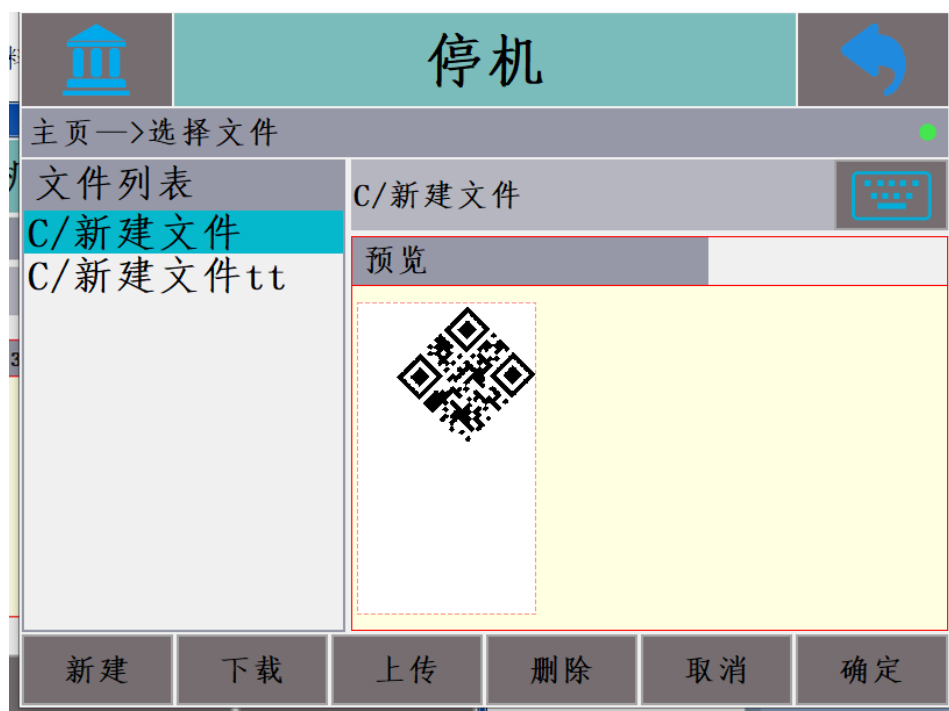 停机
主页—>选择文件
文件列表
C/新建文件
C/新建文件tt
C/新建文件
预览
3
新建 下载 上传 删除 取消 确定